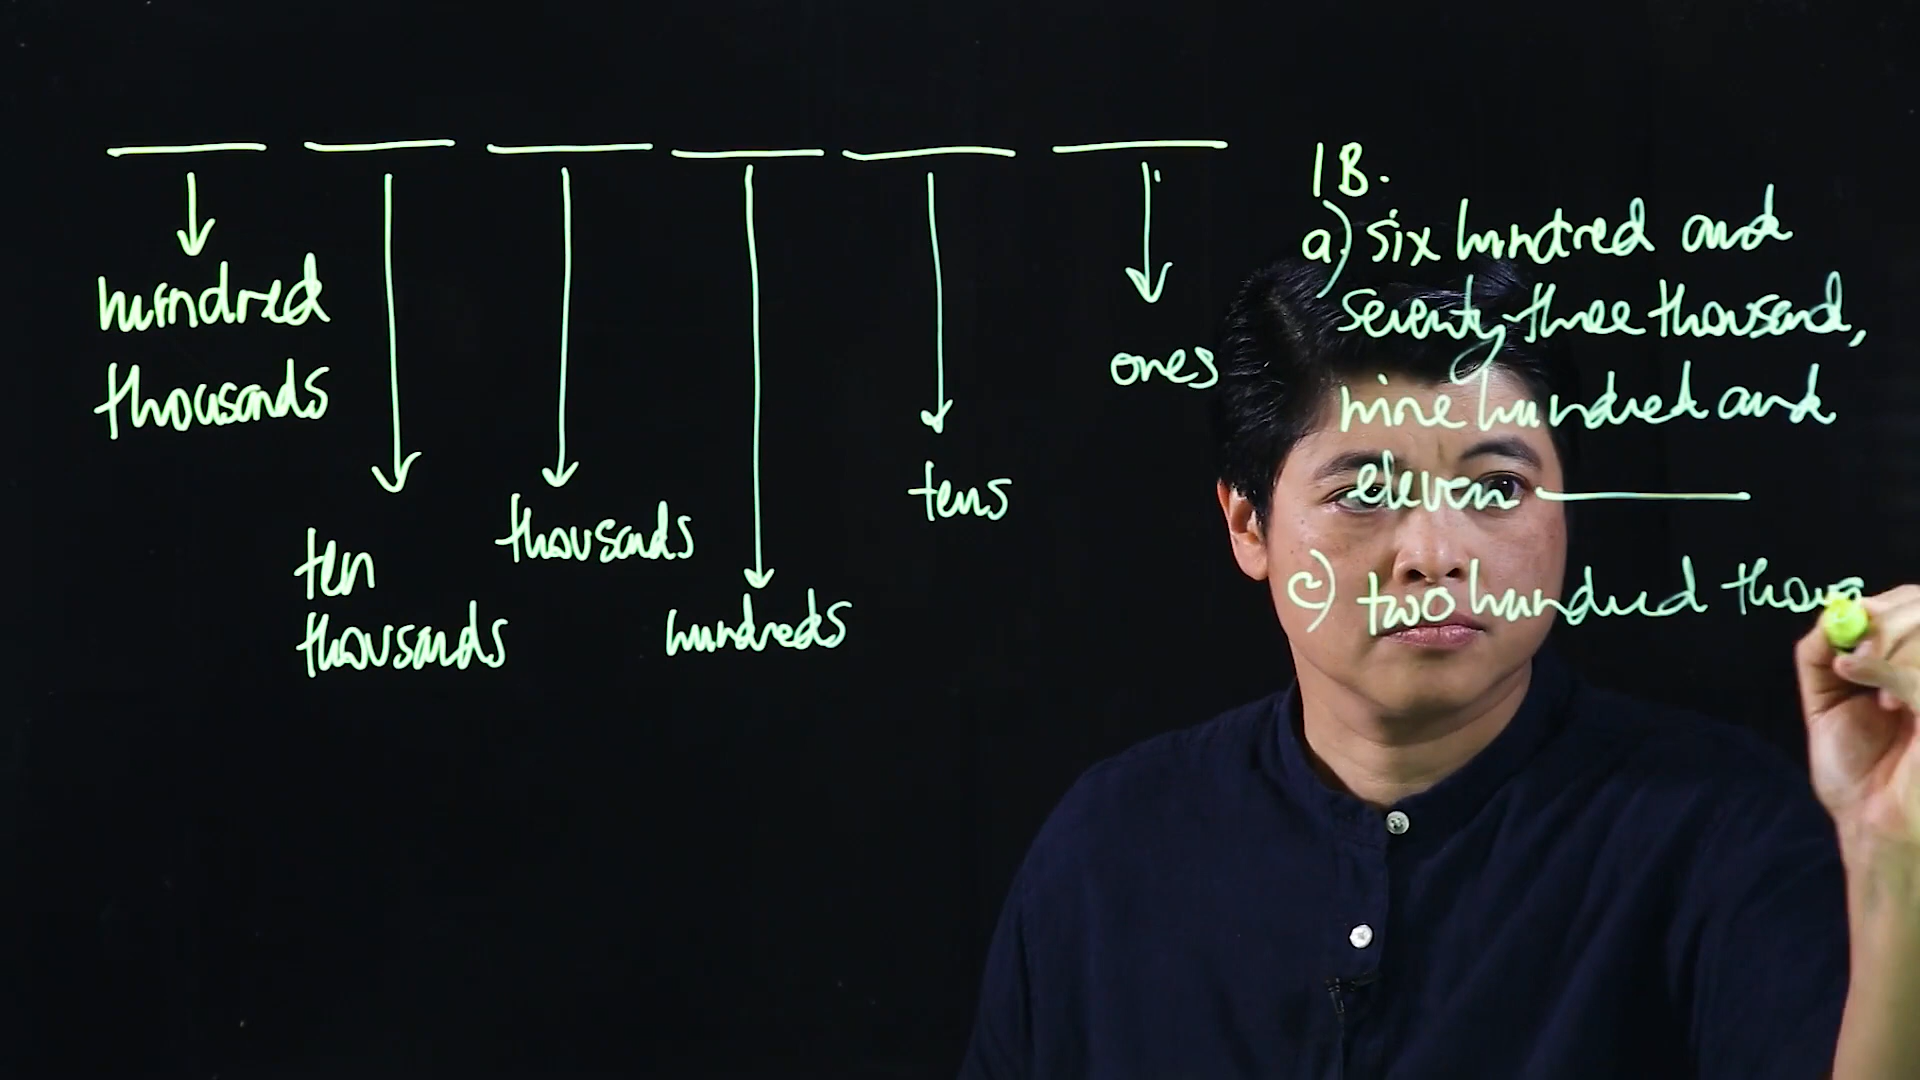 hundred
thousands
ten
thousands
thousands
hundreds
tens
ones
1B.
a) six hundred and
seventy-three thousand,
nine hundred and
eleven
c) two hundred thous